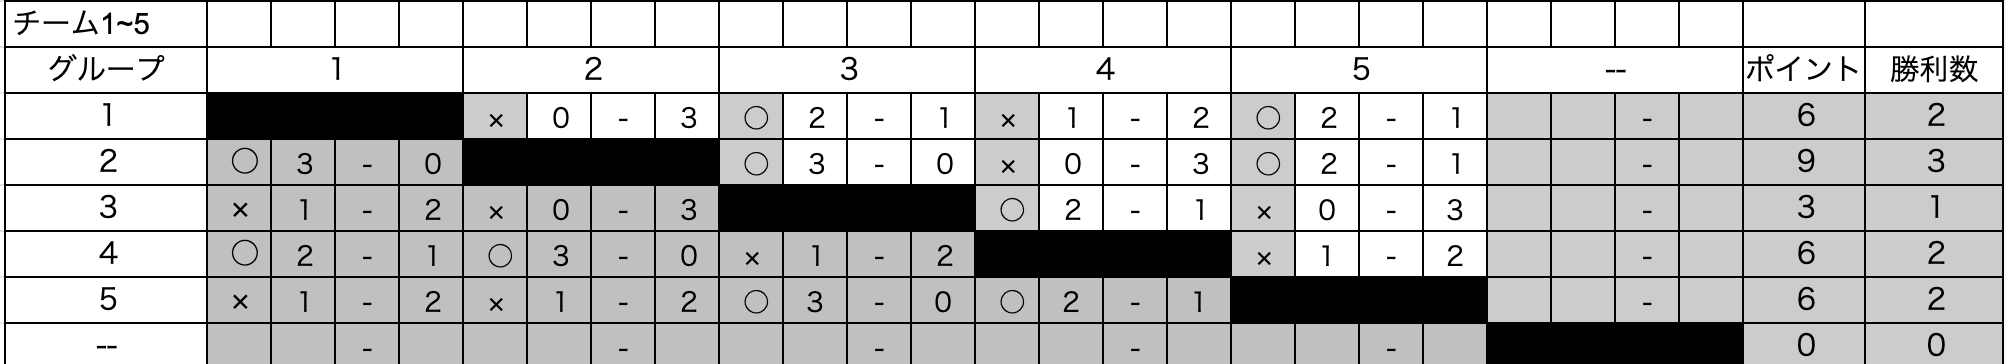 チーム1~5
グループ 1 2 3 4 5 -- ポイント 勝利数
1 × 0 - 3 ○ 2 - 1 × 1 - 2 ○ 2 - 1 - 6 2
2 ○ 3 - 0 ○ 3 - 0 × 0 - 3 ○ 2 - 1 - 9 3
3 × 1 - 2 × 0 - 3 ○ 2 - 1 × 0 - 3 - 3 1
4 ○ 2 - 1 ○ 3 - 0 × 1 - 2 × 1 - 2 - 6 2
5 × 1 - 2 × 1 - 2 ○ 3 - 0 ○ 2 - 1 - 6 2
-- - - - - - 0 0